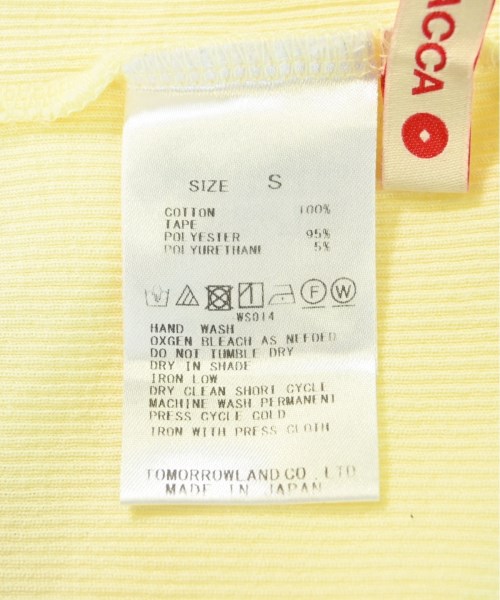 ICCA
SIZE S
COTTON 100%
TAPE
POLYESTER 95%
POLYURETHANE 5%
F W
WS014
HAND WASH
OXGEN BLEACH AS NEEDED
DO NOT TUMBLE DRY
DRY IN SHADE
IRON LOW
DRY CLEAN SHORT CYCLE
MACHINE WASH PERMANENT
PRESS CYCLE COLD
IRON WITH PRESS CLOTH
TOMORROWLAND CO., LTD
MADE IN JAPAN